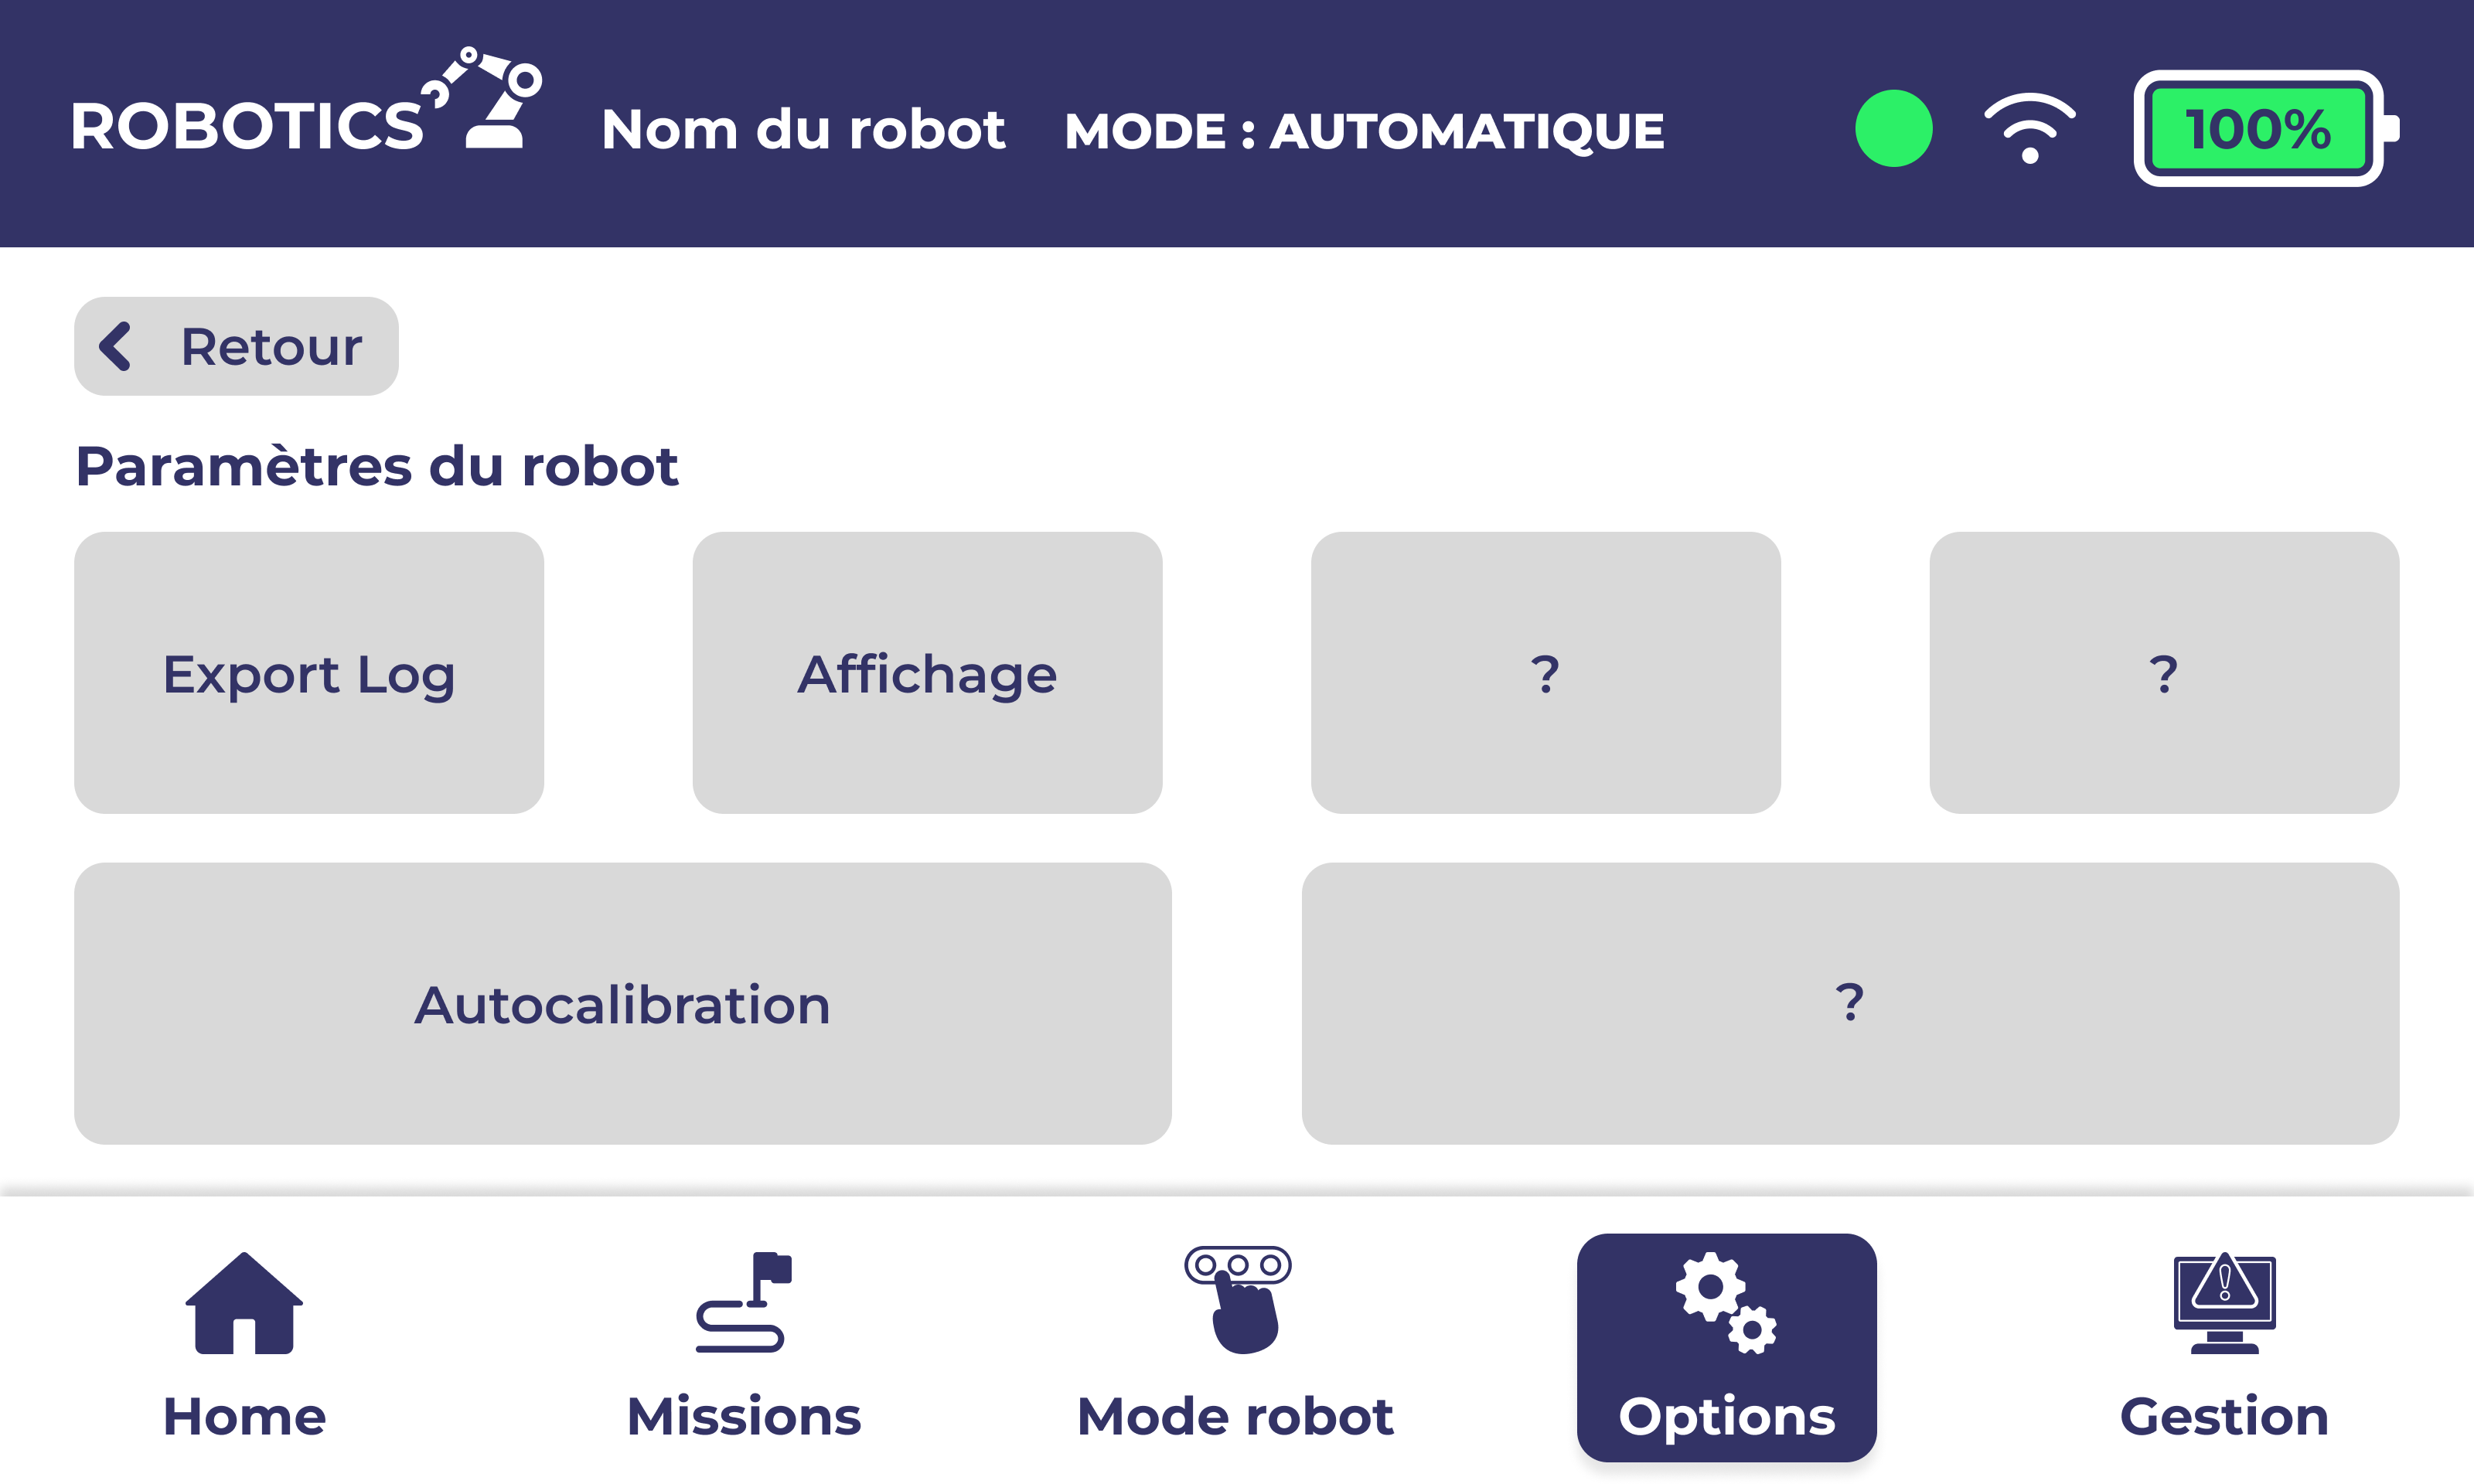 ROBOTICS
Nom du robot
MODE : AUTOMATIQUE
100%
Retour
Paramètres du robot
Export Log
Affichage
?
?
Autocalibration
?
Home
Missions
Mode robot
Options
Gestion